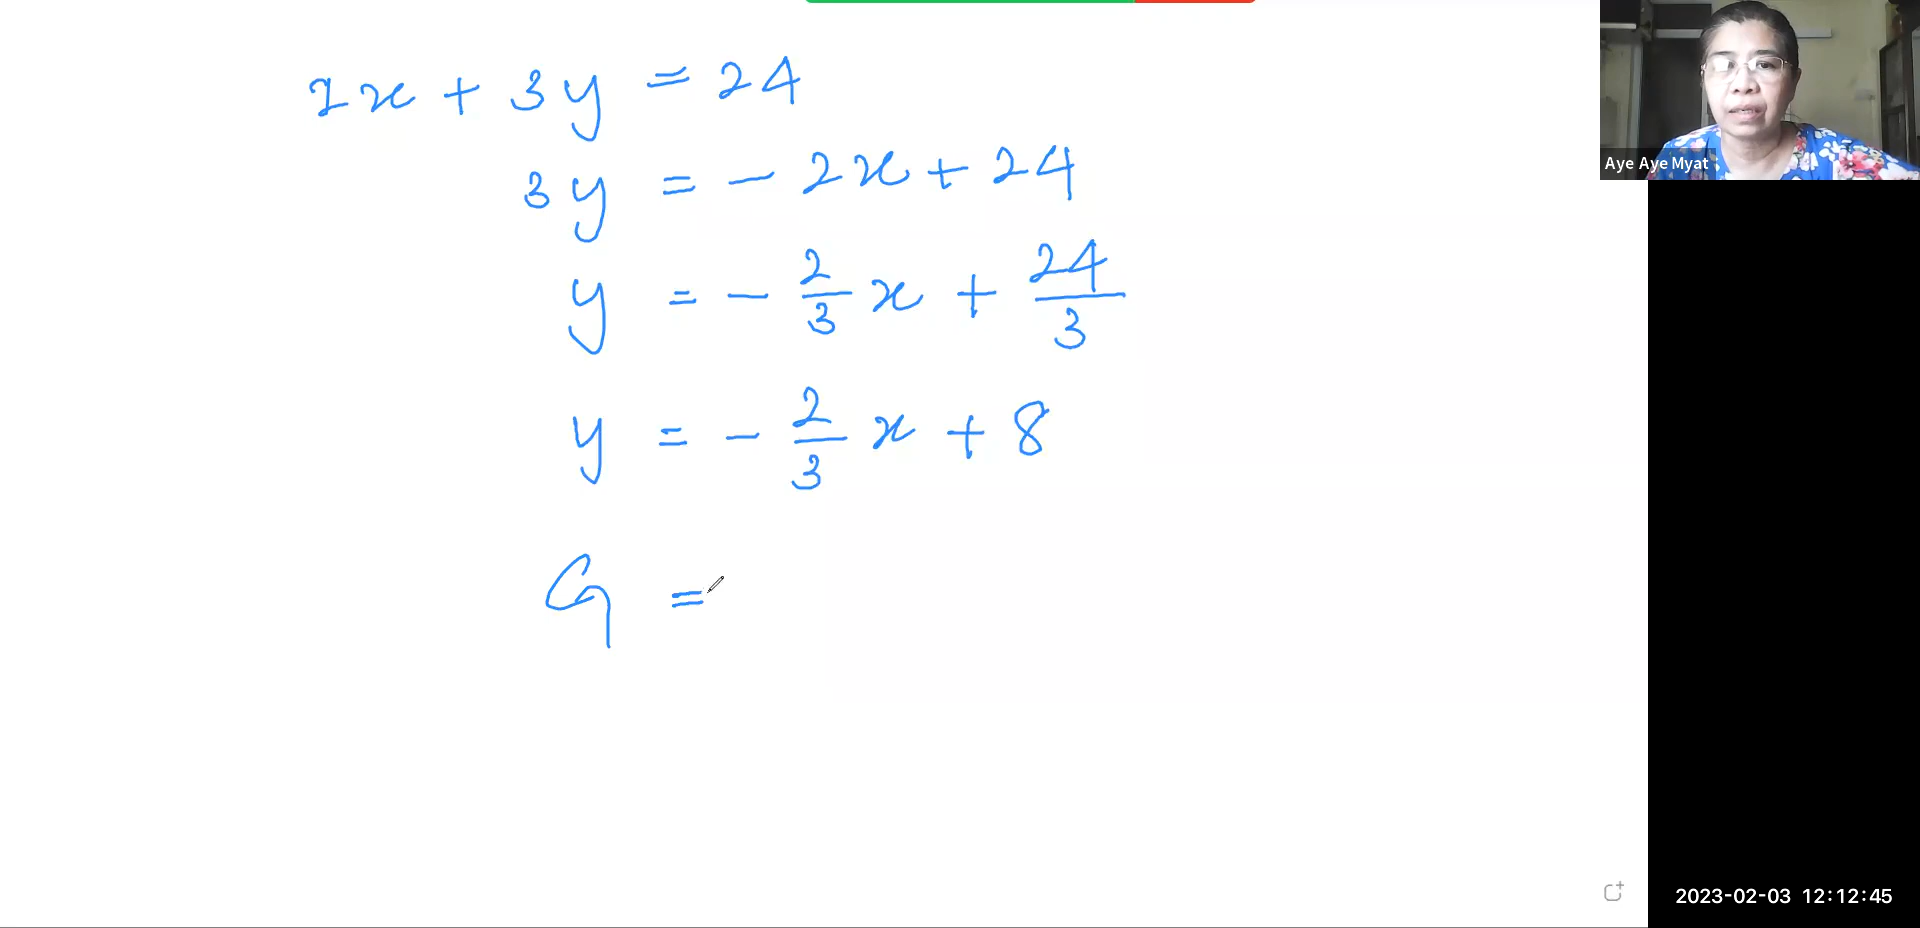 2x + 3y = 24
3y = - 2x + 24
y = - 2/3 x + 24/3
y = - 2/3 x + 8
G =
Aye Aye Myat
2023-02-03 12:12:45